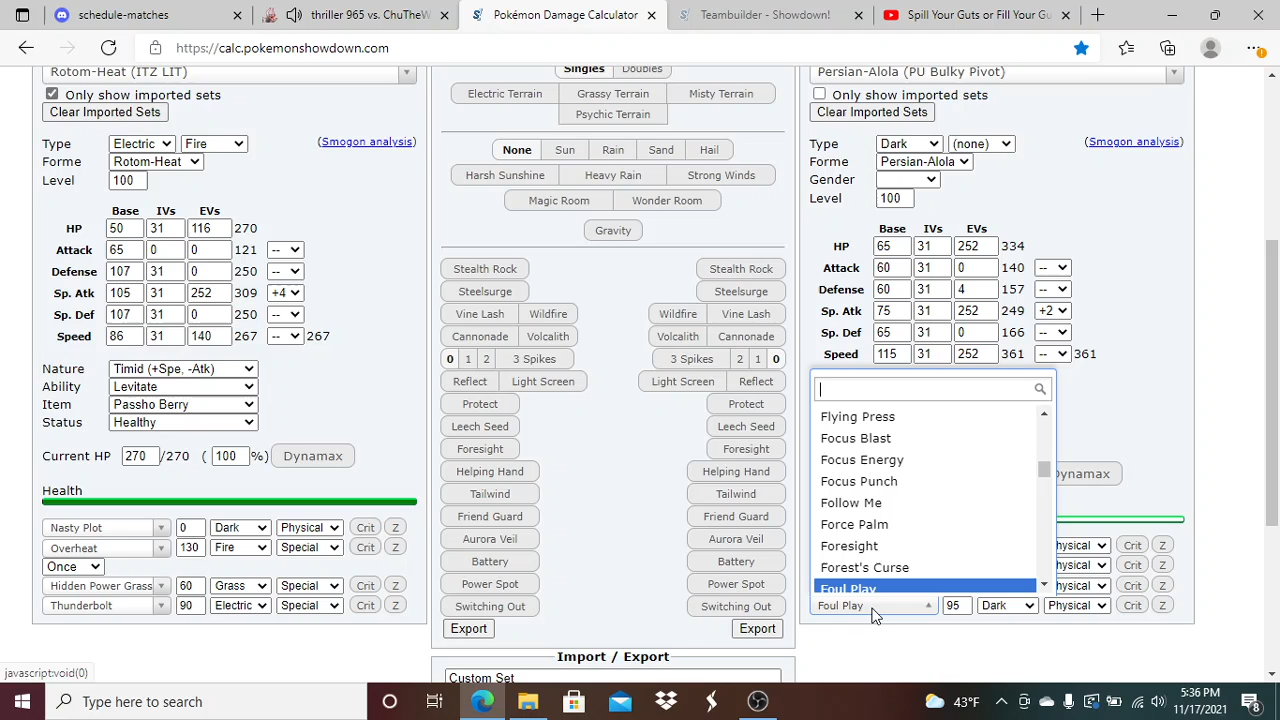 schedule-matches
thriller 965 vs. ChuTheW
Pokémon Damage Calculator
Teambuilder - Showdown!
Spill Your Guts or Fill Your Gu
https://calc.pokemonshowdown.com
Rotom-Heat (ITZ LIT)
Only show imported sets
Clear Imported Sets
Type Electric Fire (Smogon analysis)
Forme Rotom-Heat
Level 100
Base IVs EVs
HP 50 31 116 270
Attack 65 0 0 121 --
Defense 107 31 0 250 --
Sp. Atk 105 31 252 309 +4
Sp. Def 107 31 0 250 --
Speed 86 31 140 267 -- 267
Nature Timid (+Spe, -Atk)
Ability Levitate
Item Passho Berry
Status Healthy
Current HP 270 /270 ( 100 %) Dynamax
Health
Nasty Plot 0 Dark Physical Crit Z
Overheat 130 Fire Special Crit Z
Once
Hidden Power Grass 60 Grass Special Crit Z
Thunderbolt 90 Electric Special Crit Z
Singles Doubles
Electric Terrain Grassy Terrain Misty Terrain
Psychic Terrain
None Sun Rain Sand Hail
Harsh Sunshine Heavy Rain Strong Winds
Magic Room Wonder Room
Gravity
Stealth Rock Stealth Rock
Steelsurge Steelsurge
Vine Lash Wildfire Wildfire Vine Lash
Cannonade Volcalith Volcalith Cannonade
0 1 2 3 Spikes 3 Spikes 2 1 0
Reflect Light Screen Light Screen Reflect
Protect Protect
Leech Seed Leech Seed
Foresight Foresight
Helping Hand Helping Hand
Tailwind Tailwind
Friend Guard Friend Guard
Aurora Veil Aurora Veil
Battery Battery
Power Spot Power Spot
Switching Out Switching Out
Export Export
Import / Export
Custom Set
Persian-Alola (PU Bulky Pivot)
Only show imported sets
Clear Imported Sets
Type Dark (none) (Smogon analysis)
Forme Persian-Alola
Gender
Level 100
Base IVs EVs
HP 65 31 252 334
Attack 60 31 0 140 --
Defense 60 31 4 157 --
Sp. Atk 75 31 252 249 +2
Sp. Def 65 31 0 166 --
Speed 115 31 252 361 -- 361
Flying Press
Focus Blast
Focus Energy
Focus Punch
Follow Me
Force Palm
Foresight
Forest's Curse
Foul Play
ynamax
hysical Crit Z
hysical Crit Z
hysical Crit Z
Foul Play 95 Dark Physical Crit Z
javascript:void(0)
Type here to search
43°F
5:36 PM
11/17/2021
8